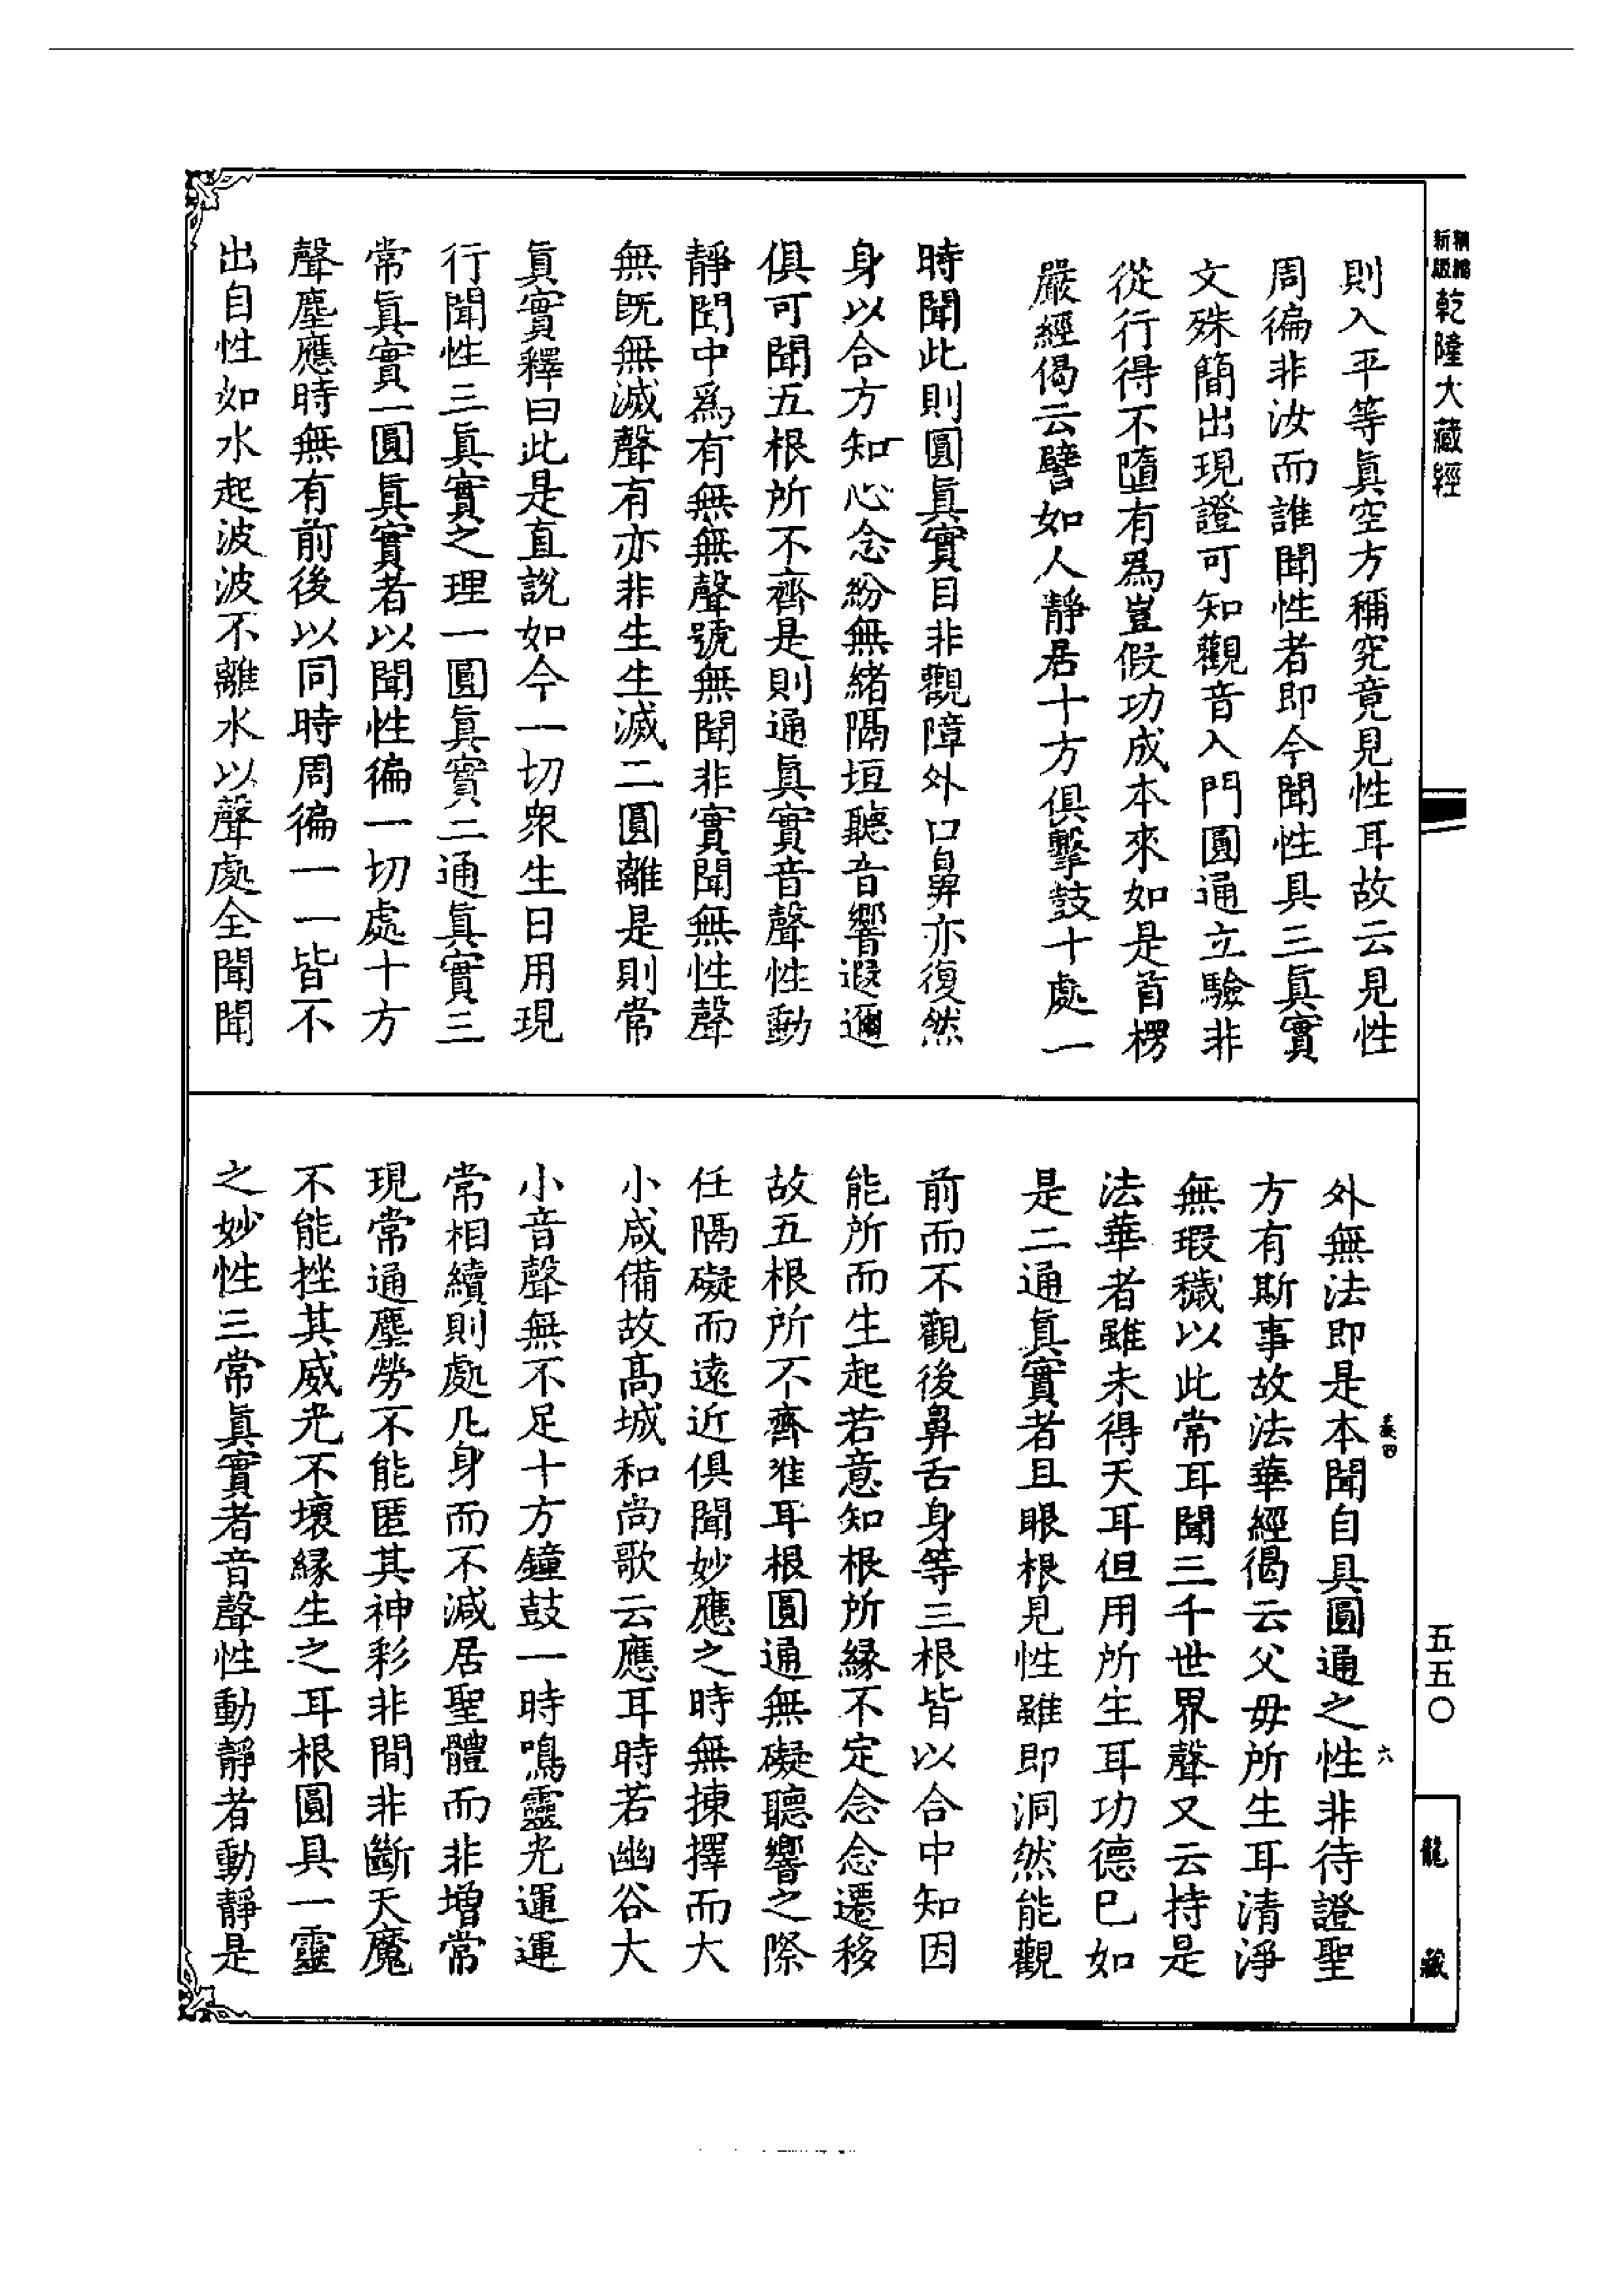 新版
精縮
乾隆大藏經
則入平等眞空方稱究竟見性耳故云見性
周徧非汝而誰聞性者即今聞性具三眞實
文殊簡出現證可知觀音入門圓通立驗非
從行得不墮有爲豈假功成本來如是首楞
嚴經偈云譬如人靜居十方俱擊鼓十處一
時聞此則圓眞實目非觀障外口鼻亦復然
身以合方知心念紛無緒隔垣聽音響遐邇
俱可聞五根所不齊是則通眞實音聲性動
靜聞中爲有無無聲號無聞非實聞無性聲
無既無滅聲有亦非生生滅二圓離是則常
眞實釋曰此是直說如今一切衆生日用現
行聞性三眞實之理一圓眞實二通眞實三
常眞實一圓眞實者以聞性徧一切處十方
聲塵應時無有前後以同時周徧一一皆不
出自性如水起波波不離水以聲處全聞聞
外無法即是本聞自具圓通之性非待證聖
方有斯事故法華經偈云父母所生耳清淨
無瑕穢以此常耳聞三千世界聲又云持是
法華者雖未得天耳但用所生耳功德已如
是二通眞實者且眼根見性雖即洞然能觀
前而不觀後鼻舌身等三根皆以合中知因
能所而生起若意知根所緣不定念念遷移
故五根所不齊唯耳根圓通無礙聽響之際
任隔礙而遠近俱聞妙應之時無揀擇而大
小咸備故高城和尚歌云應耳時若幽谷大
小音聲無不足十方鐘鼓一時鳴靈光運運
常相續則處凡身而不減居聖體而非增常
現常通塵勞不能匿其神彩非間非斷天魔
不能挫其威光不壞緣生之耳根圓具一靈
之妙性三常眞實者音聲性動靜者動靜是
六
五五〇
龍藏